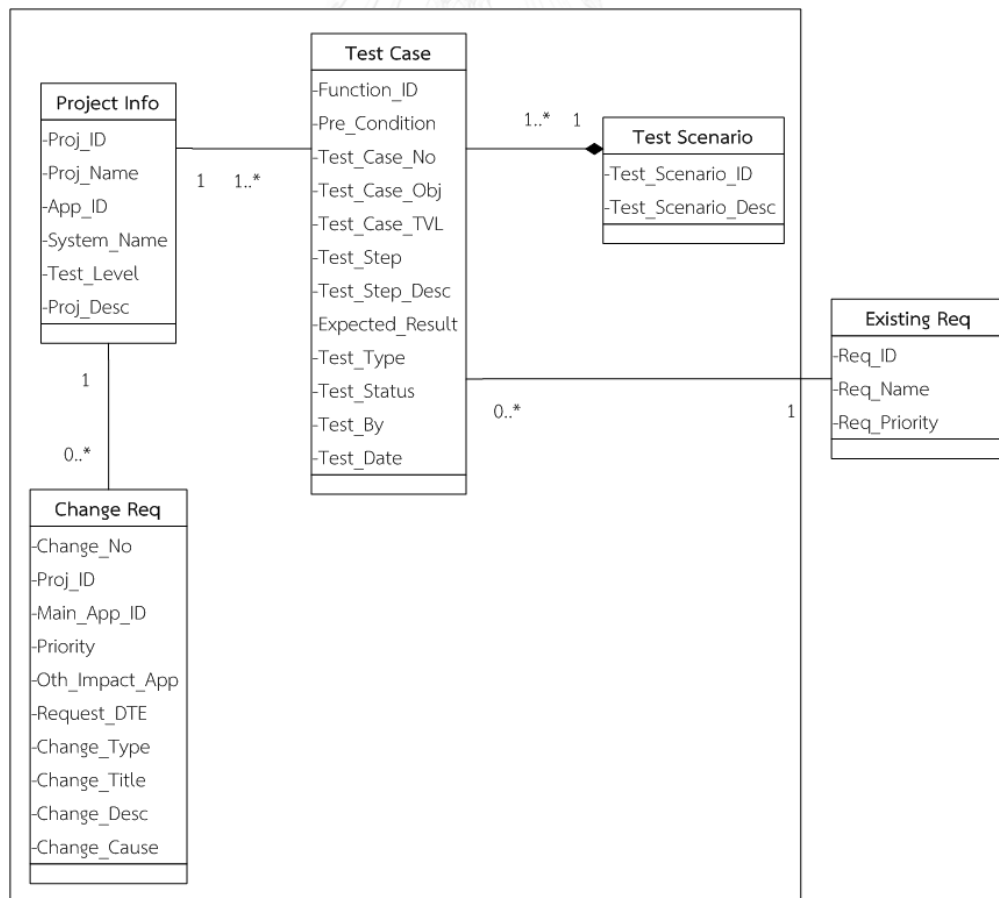 Project Info
-Proj_ID
-Proj_Name
-App_ID
-System_Name
-Test_Level
-Proj_Desc
1
1..*
Test Case
-Function_ID
-Pre_Condition
-Test_Case_No
-Test_Case_Obj
-Test_Case_TVL
-Test_Step
-Test_Step_Desc
-Expected_Result
-Test_Type
-Test_Status
-Test_By
-Test_Date
1..*
1
Test Scenario
-Test_Scenario_ID
-Test_Scenario_Desc
0..*
1
Existing Req
-Req_ID
-Req_Name
-Req_Priority
1
0..*
Change Req
-Change_No
-Proj_ID
-Main_App_ID
-Priority
-Oth_Impact_App
-Request_DTE
-Change_Type
-Change_Title
-Change_Desc
-Change_Cause